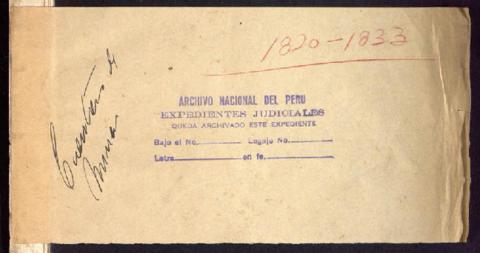 1820-1833
ARCHIVO NACIONAL DEL PERU
EXPEDIENTES JUDICIALES
QUEDA ARCHIVADO ESTE EXPEDIENTE
Bajo el No. Legajo No.
Letra en fe.